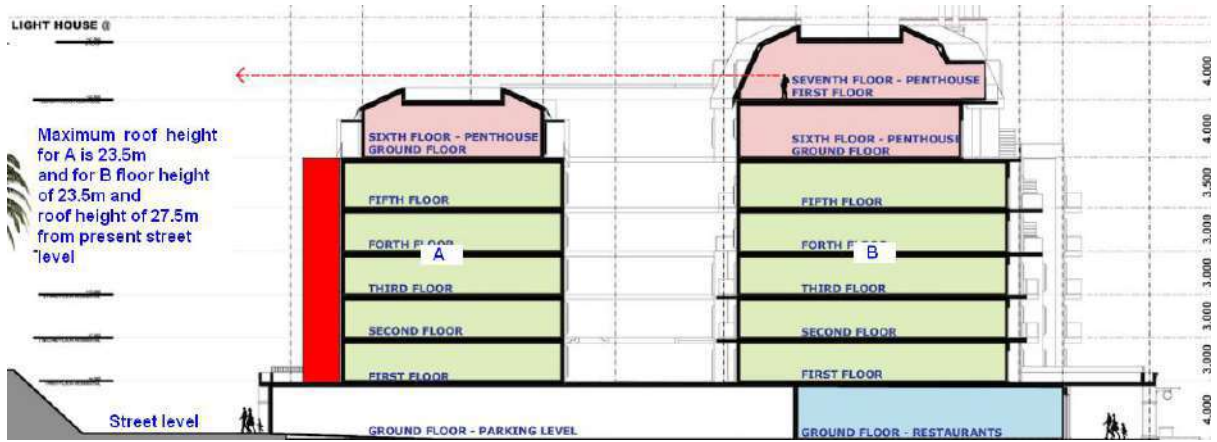 LIGHT HOUSE @
Maximum roof height
for A is 23.5m
and for B floor height
of 23.5m and
roof height of 27.5m
from present street
level
Street level
SIXTH FLOOR - PENTHOUSE
GROUND FLOOR
FIFTH FLOOR
FORTH FLOOR
A
THIRD FLOOR
SECOND FLOOR
FIRST FLOOR
GROUND FLOOR - PARKING LEVEL
SEVENTH FLOOR - PENTHOUSE
FIRST FLOOR
SIXTH FLOOR - PENTHOUSE
GROUND FLOOR
FIFTH FLOOR
FORTH FLOOR
B
THIRD FLOOR
SECOND FLOOR
FIRST FLOOR
GROUND FLOOR - RESTAURANTS
4.000
4.000
3.500
3.000
3.000
3.000
3.000
4.000